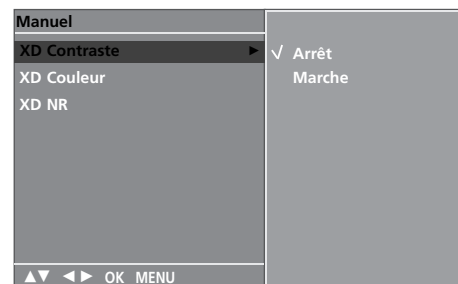 Manuel
XD Contraste ▶
XD Couleur
XD NR
√ Arrêt
Marche
▲▼ ◀▶ OK MENU